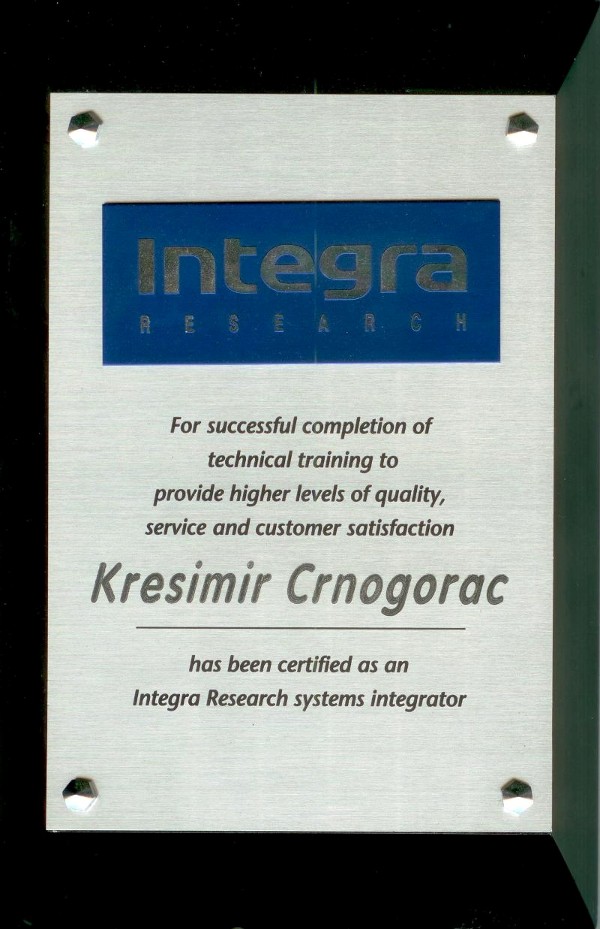 Integra
RESEARCH
For successful completion of
technical training to
provide higher levels of quality,
service and customer satisfaction
Kresimir Crnogorac
has been certified as an
Integra Research systems integrator